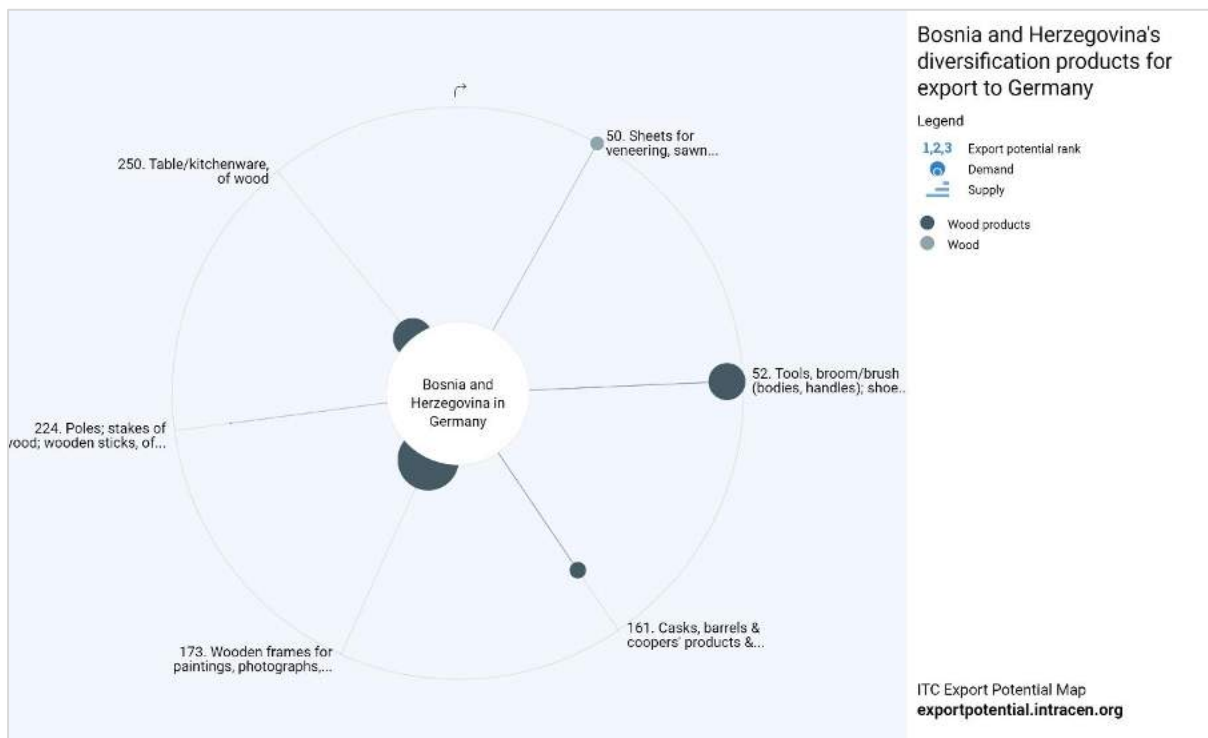 Bosnia and Herzegovina's
diversification products for
export to Germany
Legend
1,2,3 Export potential rank
Demand
Supply
Wood products
Wood
50. Sheets for
veneering, sawn...
250. Table/kitchenware,
of wood
52. Tools, broom/brush
(bodies, handles); shoe...
Bosnia and
Herzegovina in
Germany
224. Poles; stakes of
vood; wooden sticks, of...
161. Casks, barrels &
coopers' products &...
173. Wooden frames for
paintings, photographs,...
ITC Export Potential Map
exportpotential.intracen.org